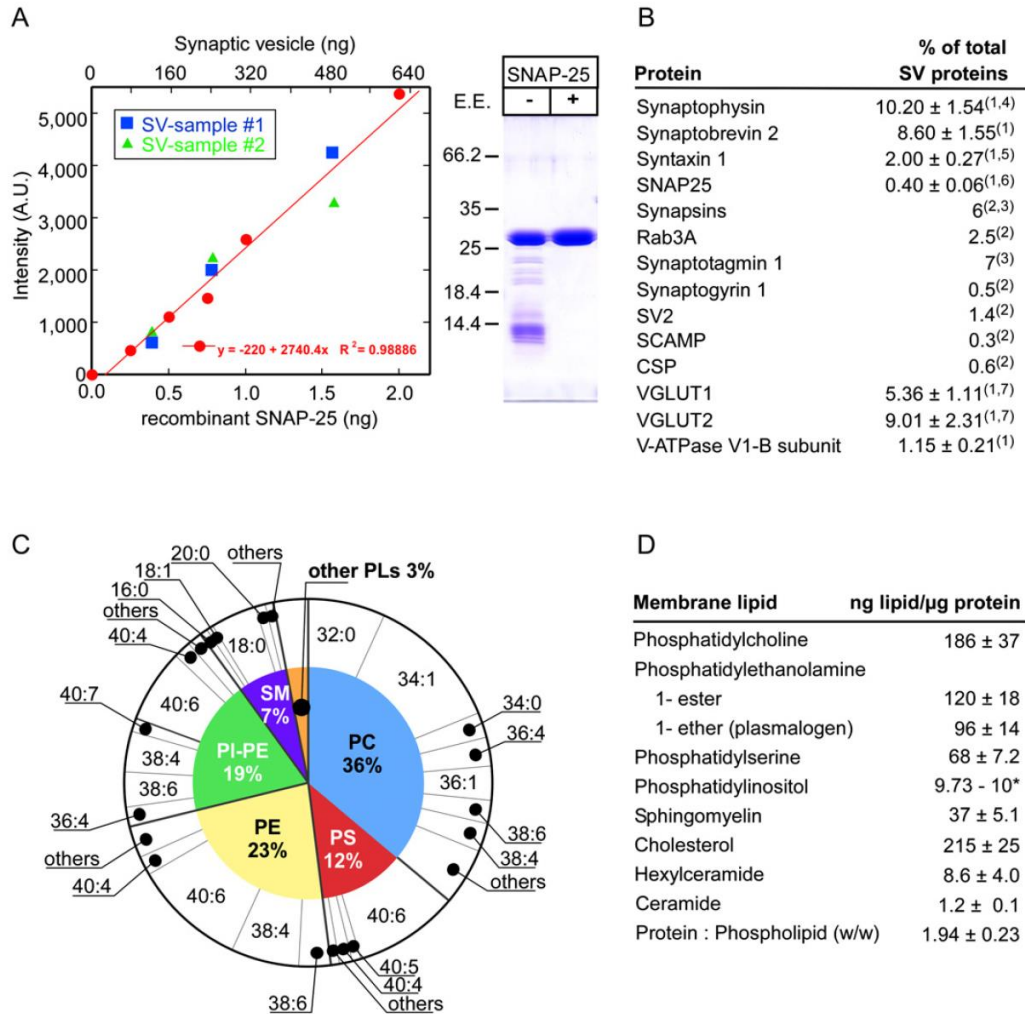 A
Synaptic vesicle (ng)
0 160 320 480 640
5,000
4,000
3,000
2,000
1,000
0
Intensity (A.U.)
SV-sample #1
SV-sample #2
y = -220 + 2740.4x R²= 0.98886
0.0 0.5 1.0 1.5 2.0
recombinant SNAP-25 (ng)
SNAP-25
E.E. - +
66.2
35
25
18.4
14.4
B
Protein % of total SV proteins
Synaptophysin 10.20 ± 1.54(1,4)
Synaptobrevin 2 8.60 ± 1.55(1)
Syntaxin 1 2.00 ± 0.27(1,5)
SNAP25 0.40 ± 0.06(1,6)
Synapsins 6(2,3)
Rab3A 2.5(2)
Synaptotagmin 1 7(3)
Synaptogyrin 1 0.5(2)
SV2 1.4(2)
SCAMP 0.3(2)
CSP 0.6(2)
VGLUT1 5.36 ± 1.11(1,7)
VGLUT2 9.01 ± 2.31(1,7)
V-ATPase V1-B subunit 1.15 ± 0.21(1)
C
20:0
others
other PLs 3%
18:1
16:0
others
40:4
18:0
32:0
34:1
40:6
40:7
34:0
36:4
38:4
36:1
38:6
38:6
36:4
38:4
others
others
40:4
40:6
40:6
38:4
40:5
40:4
others
38:6
SM
7%
PC
36%
PI-PE
19%
PE
23%
PS
12%
D
Membrane lipid ng lipid/µg protein
Phosphatidylcholine 186 ± 37
Phosphatidylethanolamine
1- ester 120 ± 18
1- ether (plasmalogen) 96 ± 14
Phosphatidylserine 68 ± 7.2
Phosphatidylinositol 9.73 - 10*
Sphingomyelin 37 ± 5.1
Cholesterol 215 ± 25
Hexylceramide 8.6 ± 4.0
Ceramide 1.2 ± 0.1
Protein : Phospholipid (w/w) 1.94 ± 0.23